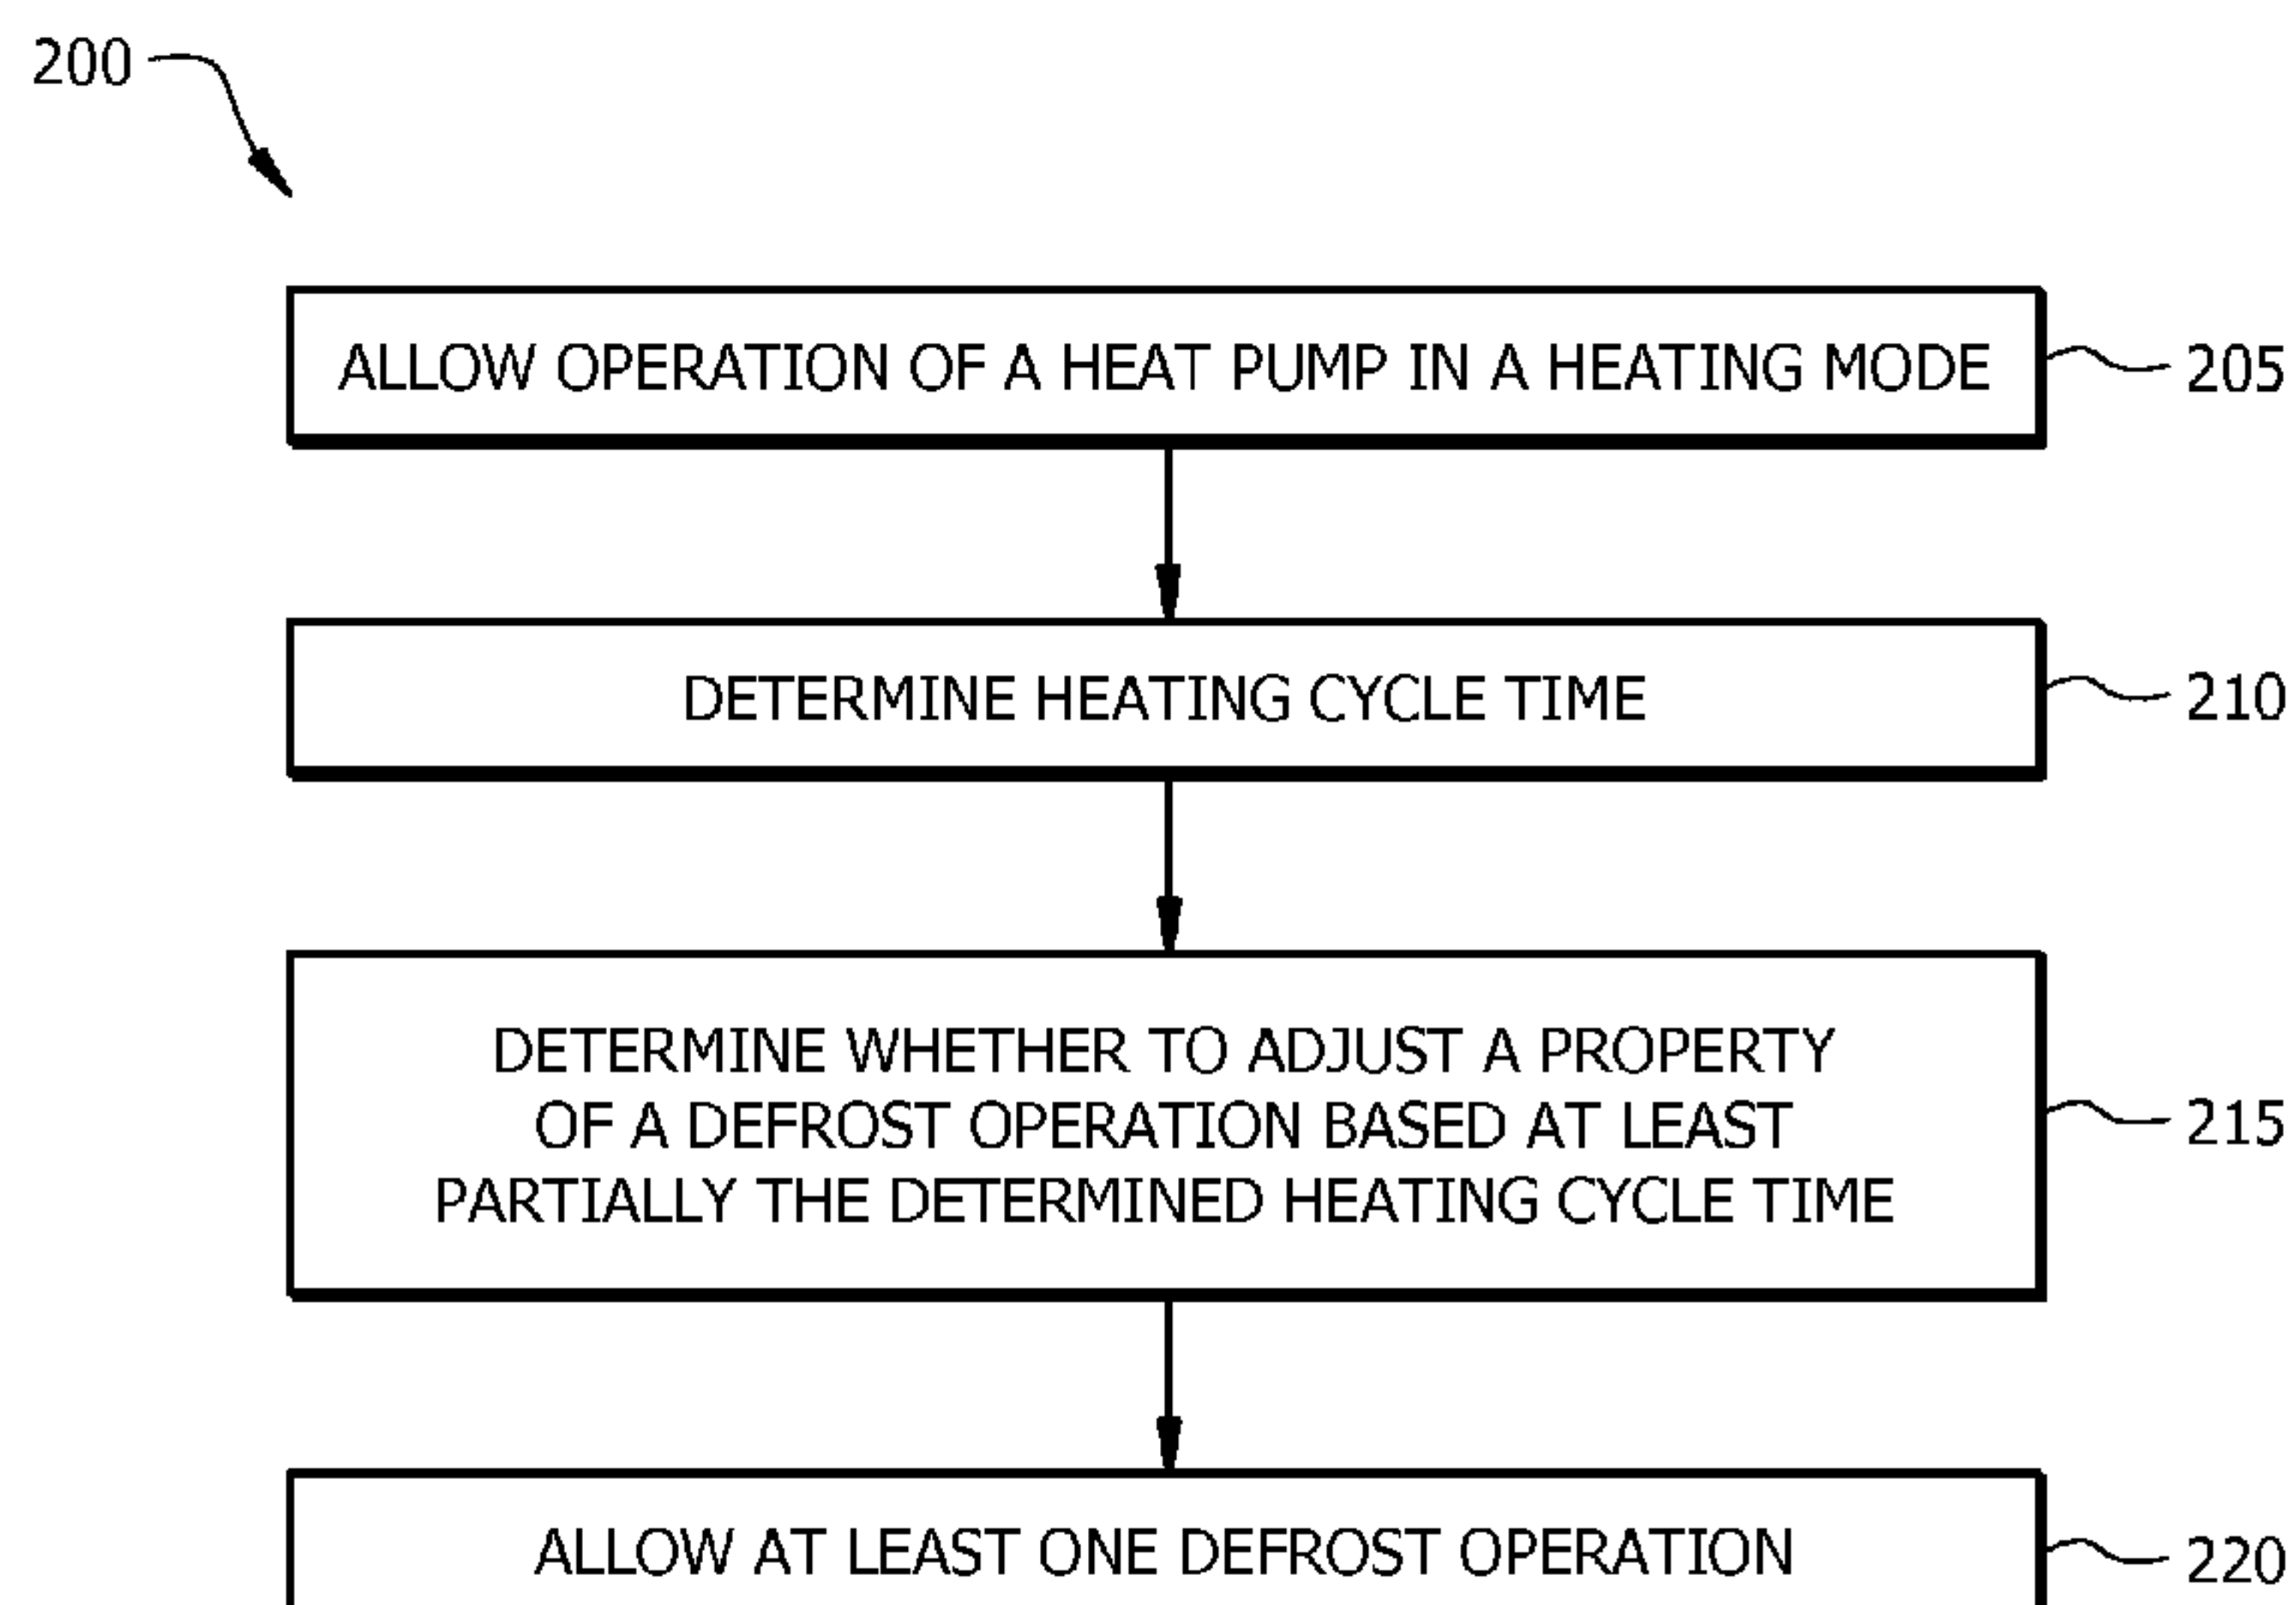 200
ALLOW OPERATION OF A HEAT PUMP IN A HEATING MODE
205
DETERMINE HEATING CYCLE TIME
210
DETERMINE WHETHER TO ADJUST A PROPERTY
OF A DEFROST OPERATION BASED AT LEAST
PARTIALLY THE DETERMINED HEATING CYCLE TIME
215
ALLOW AT LEAST ONE DEFROST OPERATION
220